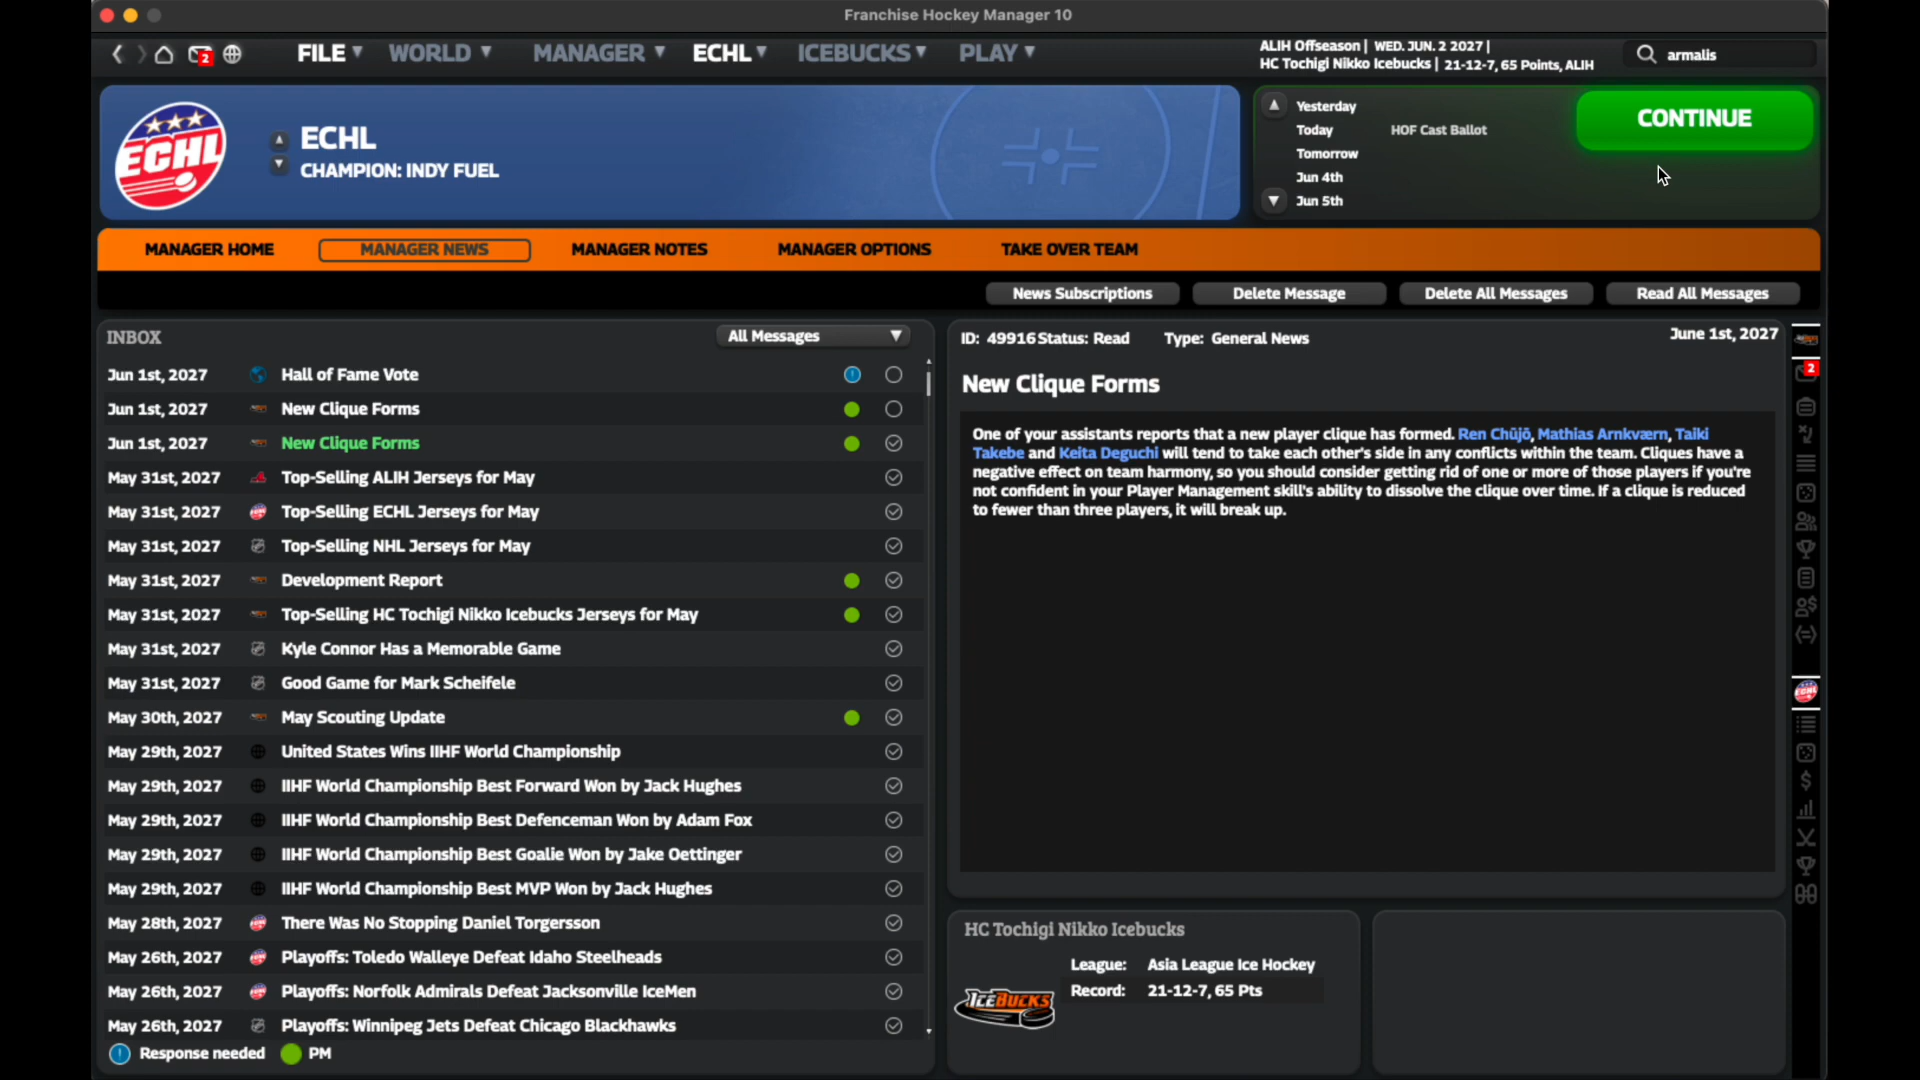 Franchise Hockey Manager 10
2 FILE WORLD MANAGER ECHL ICEBUCKS PLAY
ALIH Offseason | WED. JUN. 2 2027 |
HC Tochigi Nikko Icebucks | 21-12-7, 65 Points, ALIH
armalis
ECHL
ECHL
CHAMPION: INDY FUEL
Yesterday
Today HOF Cast Ballot
Tomorrow
Jun 4th
Jun 5th
CONTINUE
MANAGER HOME MANAGER NEWS MANAGER NOTES MANAGER OPTIONS TAKE OVER TEAM
News Subscriptions Delete Message Delete All Messages Read All Messages
INBOX All Messages
Jun 1st, 2027 Hall of Fame Vote
Jun 1st, 2027 New Clique Forms
Jun 1st, 2027 New Clique Forms
May 31st, 2027 Top-Selling ALIH Jerseys for May
May 31st, 2027 Top-Selling ECHL Jerseys for May
May 31st, 2027 Top-Selling NHL Jerseys for May
May 31st, 2027 Development Report
May 31st, 2027 Top-Selling HC Tochigi Nikko Icebucks Jerseys for May
May 31st, 2027 Kyle Connor Has a Memorable Game
May 31st, 2027 Good Game for Mark Scheifele
May 30th, 2027 May Scouting Update
May 29th, 2027 United States Wins IIHF World Championship
May 29th, 2027 IIHF World Championship Best Forward Won by Jack Hughes
May 29th, 2027 IIHF World Championship Best Defenceman Won by Adam Fox
May 29th, 2027 IIHF World Championship Best Goalie Won by Jake Oettinger
May 29th, 2027 IIHF World Championship Best MVP Won by Jack Hughes
May 28th, 2027 There Was No Stopping Daniel Torgersson
May 26th, 2027 Playoffs: Toledo Walleye Defeat Idaho Steelheads
May 26th, 2027 Playoffs: Norfolk Admirals Defeat Jacksonville IceMen
May 26th, 2027 Playoffs: Winnipeg Jets Defeat Chicago Blackhawks
Response needed PM
ID: 49916 Status: Read Type: General News June 1st, 2027
New Clique Forms
One of your assistants reports that a new player clique has formed. Ren Chūjō, Mathias Arnkværn, Taiki
Takebe and Keita Deguchi will tend to take each other's side in any conflicts within the team. Cliques have a
negative effect on team harmony, so you should consider getting rid of one or more of those players if you're
not confident in your Player Management skill's ability to dissolve the clique over time. If a clique is reduced
to fewer than three players, it will break up.
2
ECHL
HC Tochigi Nikko Icebucks
League: Asia League Ice Hockey
Record: 21-12-7, 65 Pts
ICEBUCKS